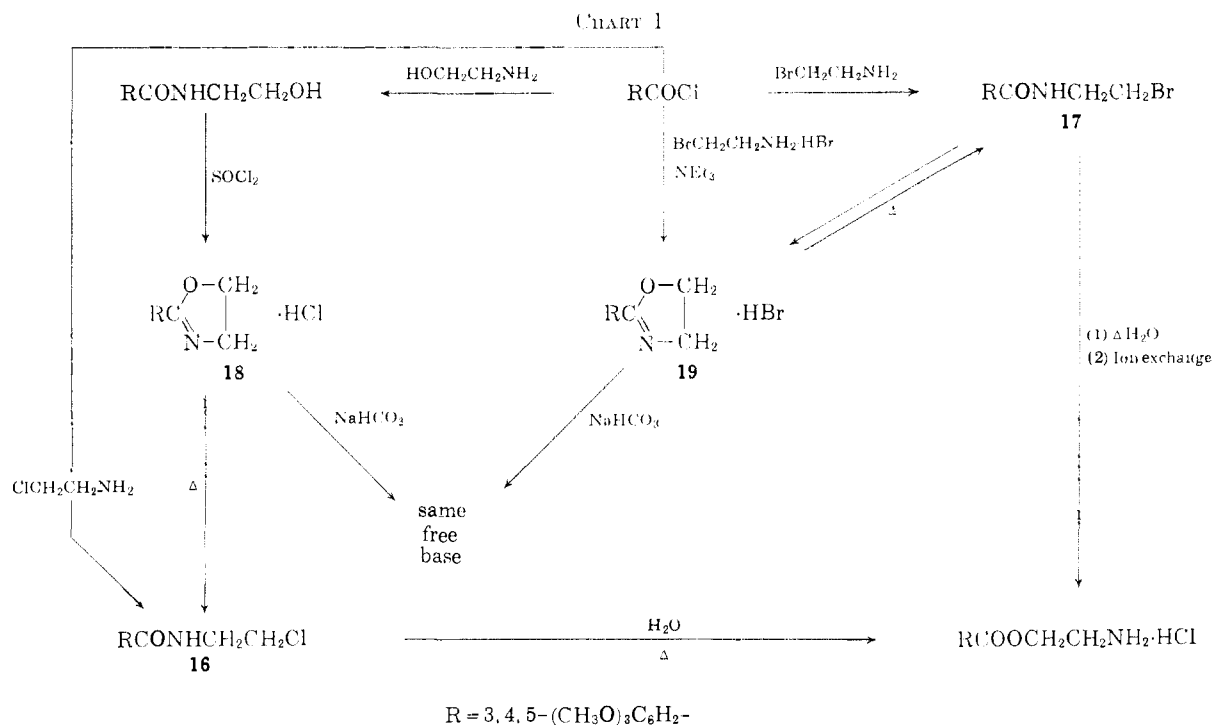 CHART 1
HOCH2CH2NH2
BrCH2CH2NH2
RCONHCH2CH2OH
RCOCl
RCONHCH2CH2Br
17
BrCH2CH2NH2·HBr
NEt3
SOCl2
Δ
O—CH2
RC
N—CH2
·HCl
18
O—CH2
RC
N—CH2
·HBr
19
(1) Δ H2O
(2) Ion exchange
NaHCO3
NaHCO3
ClCH2CH2NH2
Δ
same
free
base
RCONHCH2CH2Cl
16
H2O
Δ
RCOOCH2CH2NH2·HCl
R = 3,4,5-(CH3O)3C6H2-